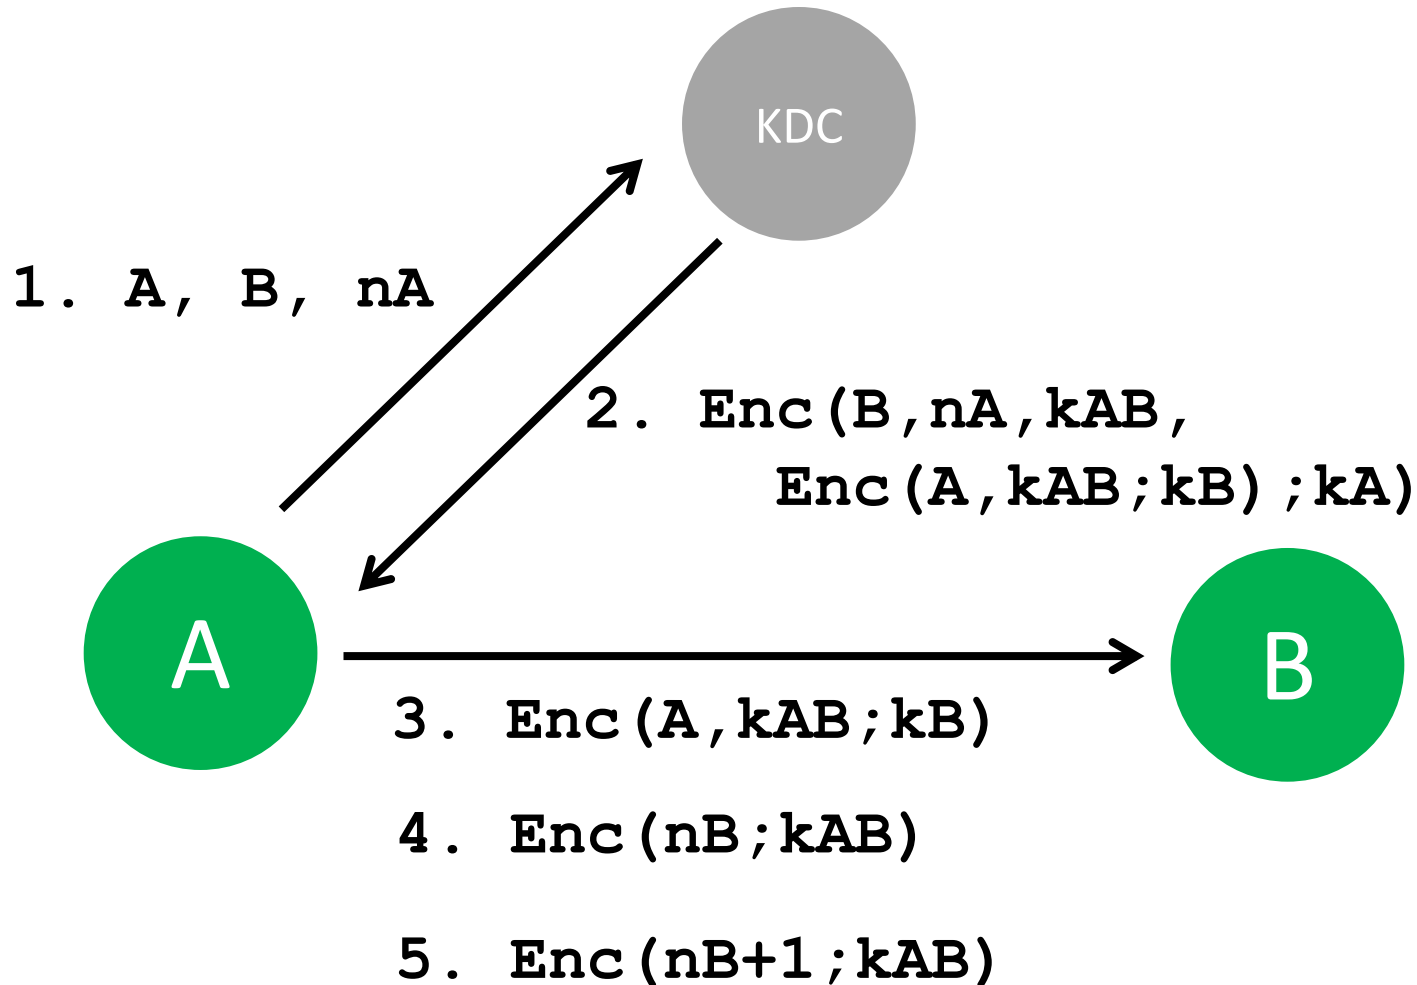 KDC
1. A, B, nA
2. Enc(B,nA,kAB,
Enc(A,kAB;kB);kA)
A
B
3. Enc(A,kAB;kB)
4. Enc(nB;kAB)
5. Enc(nB+1;kAB)